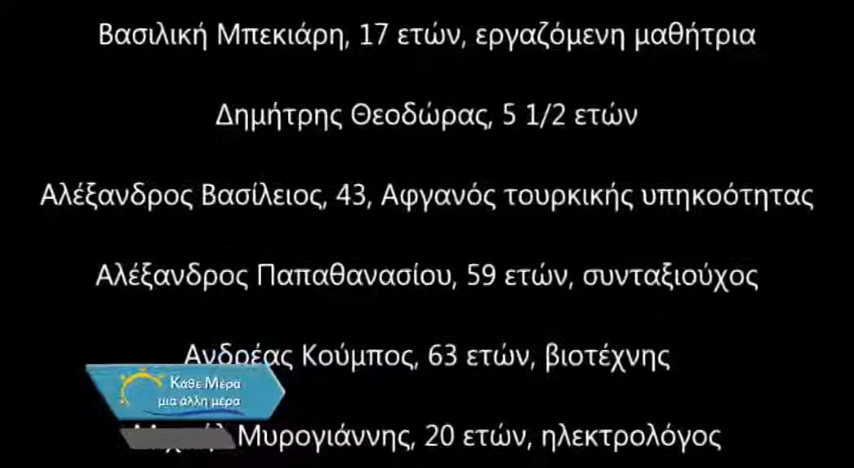 Βασιλική Μπεκιάρη, 17 ετών, εργαζόμενη μαθήτρια
Δημήτρης Θεοδώρας, 5 1/2 ετών
Αλέξανδρος Βασίλειος, 43, Αφγανός τουρκικής υπηκοότητας
Αλέξανδρος Παπαθανασίου, 59 ετών, συνταξιούχος
Ανδρέας Κούμπος, 63 ετών, βιοτέχνης
Κάθε Μέρα
μια άλλη μέρα
Μυρογιάννης, 20 ετών, ηλεκτρολόγος